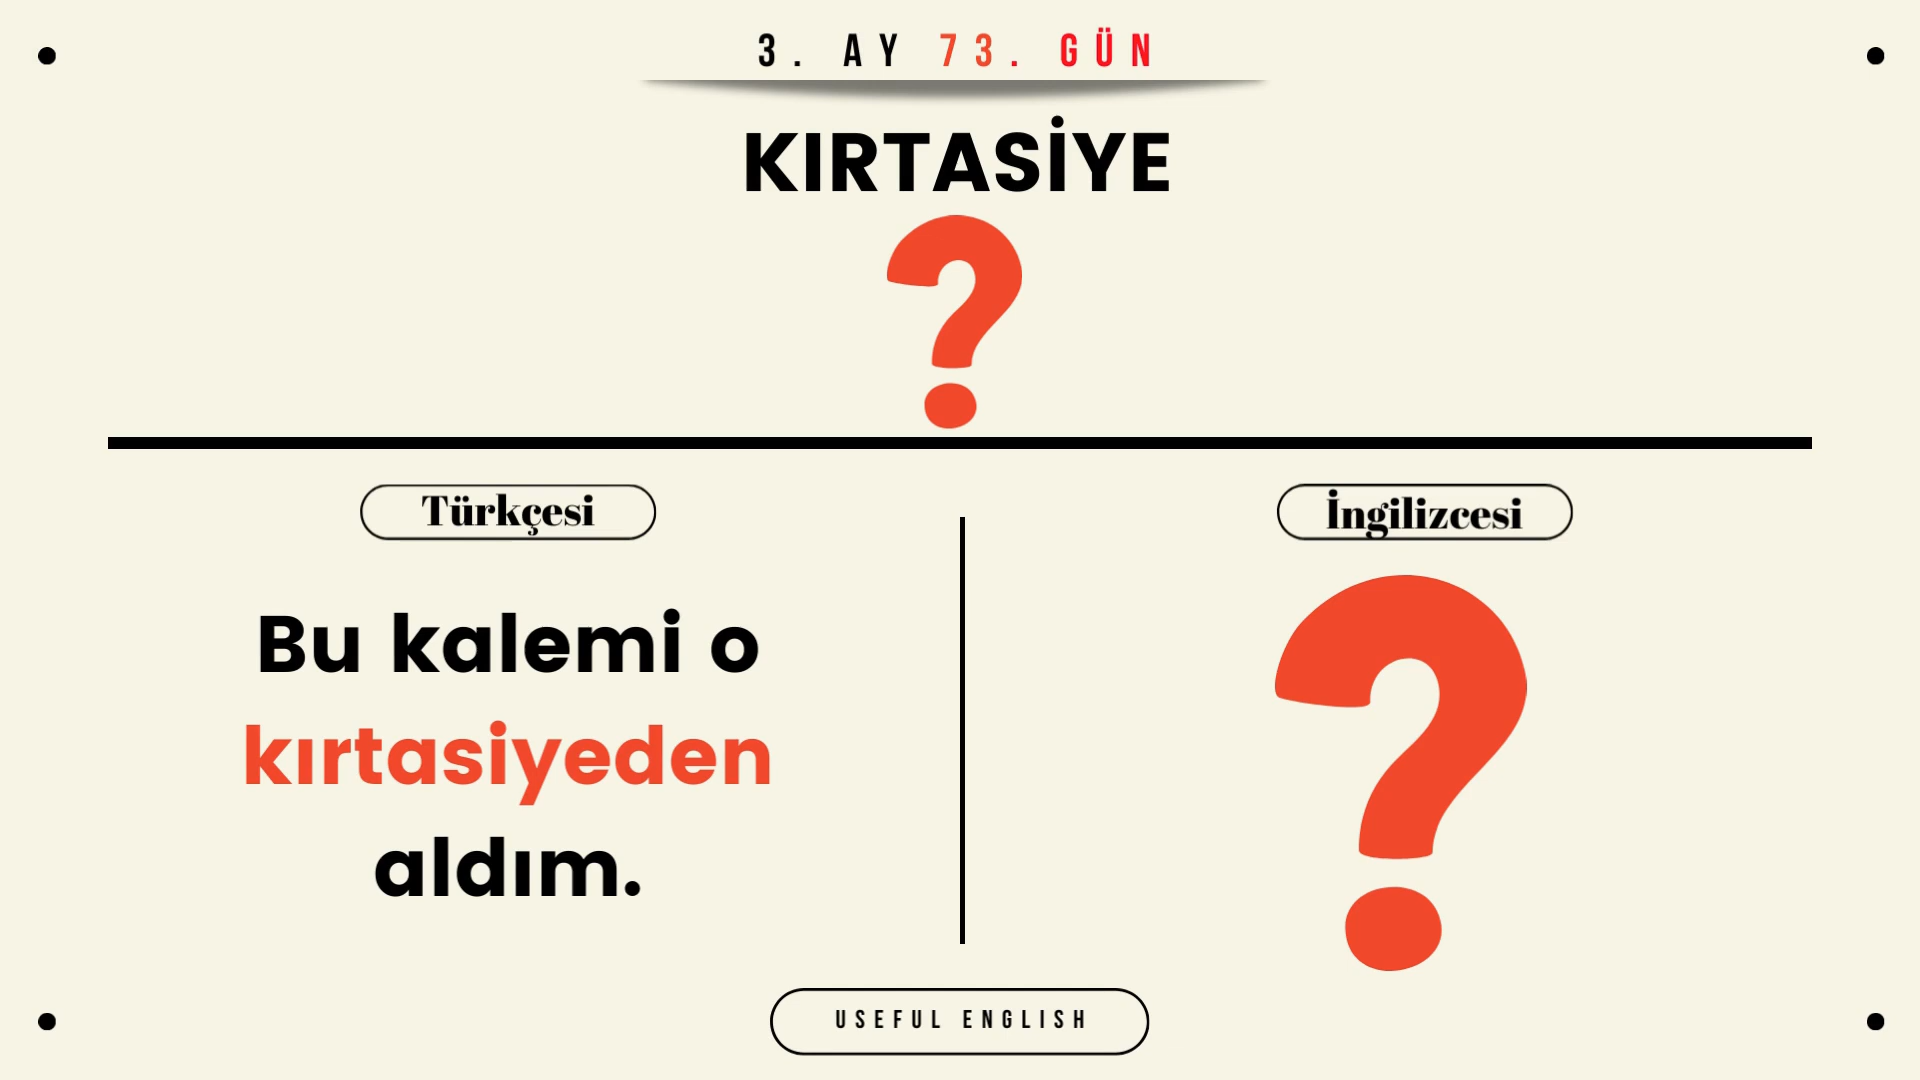 3. AY 73. GÜN
KIRTASİYE
?
Türkçesi
Bu kalemi o
kırtasiyeden
aldım.
İngilizcesi
?
USEFUL ENGLISH